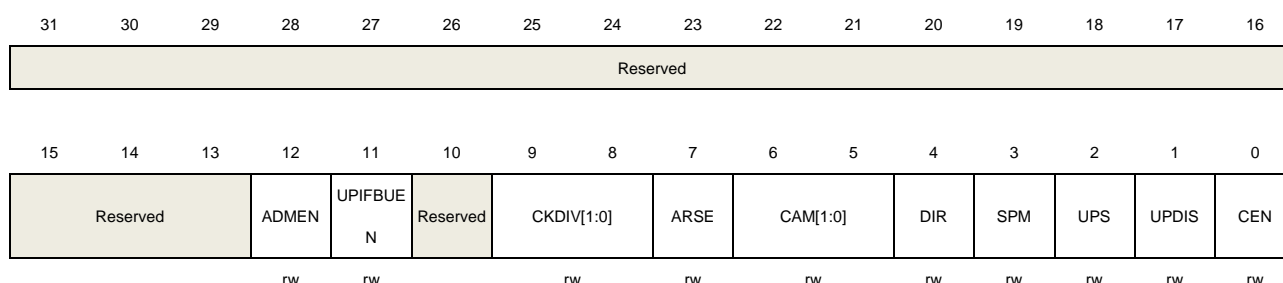 31 30 29 28 27 26 25 24 23 22 21 20 19 18 17 16
Reserved
15 14 13 12 11 10 9 8 7 6 5 4 3 2 1 0
Reserved ADMEN UPIFBUE
N Reserved CKDIV[1:0] ARSE CAM[1:0] DIR SPM UPS UPDIS CEN
rw rw rw rw rw rw rw rw rw rw